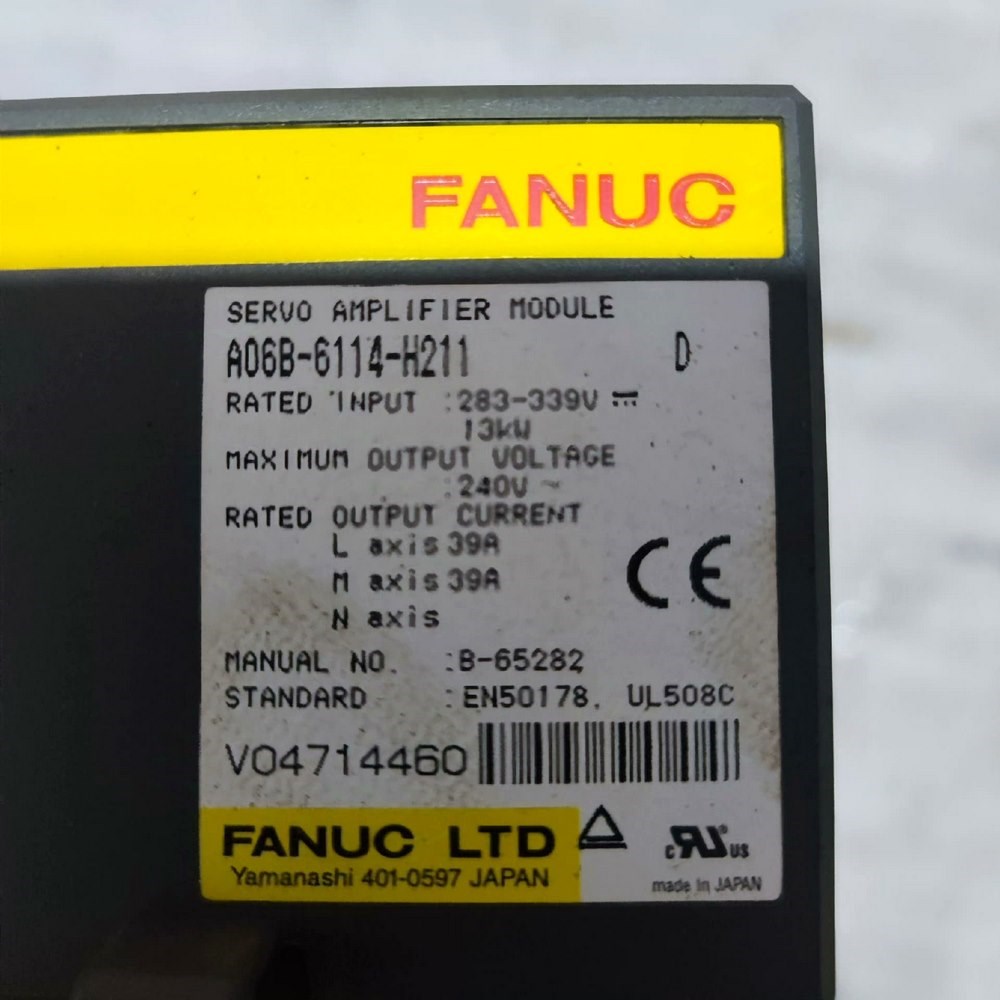 FANUC
SERVO AMPLIFIER MODULE
A06B-6114-H211 D
RATED INPUT :283-339V ⎓
13kW
MAXIMUM OUTPUT VOLTAGE
:240V ~
RATED OUTPUT CURRENT
L axis 39A
M axis 39A
N axis
CE
MANUAL NO. :B-65282
STANDARD :EN50178, UL508C
V04714460
FANUC LTD
Yamanashi 401-0597 JAPAN
c RU US
made in JAPAN